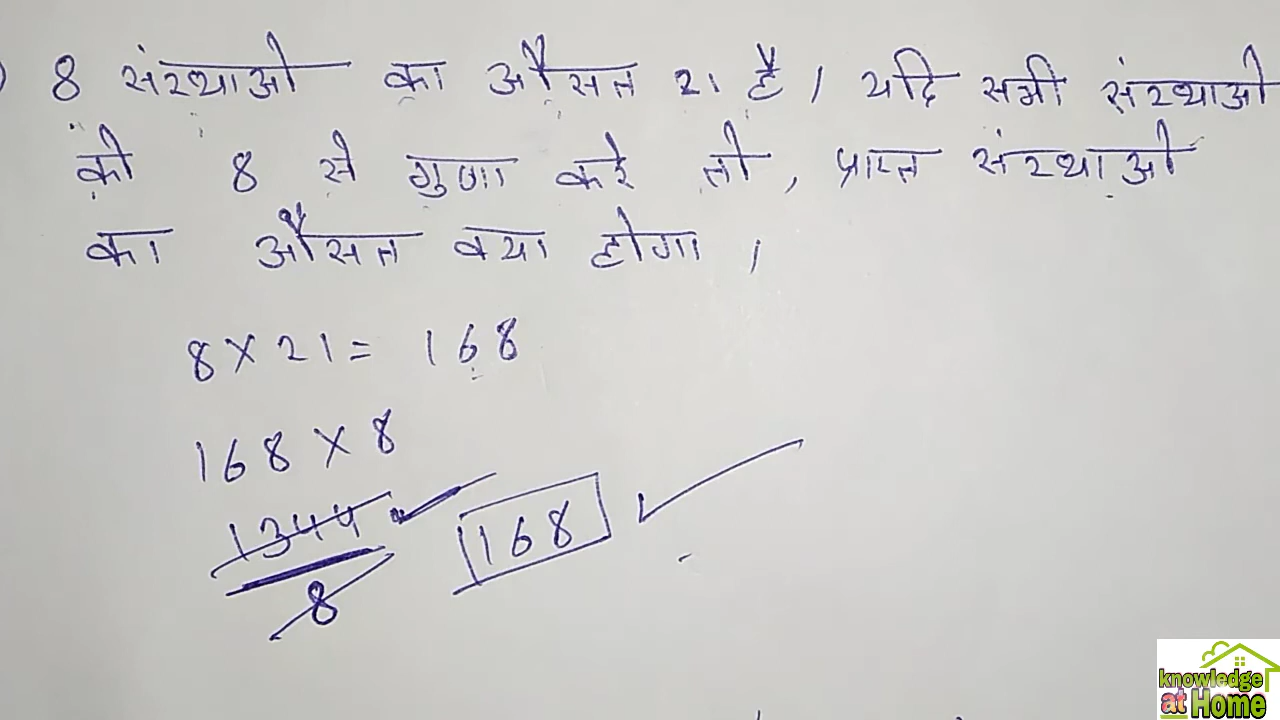 ) 8 संख्याओ का औसत 21 है । यदि सभी संख्याओ
को 8 से गुणा करे तो , प्राप्त संख्याओ
का औसत क्या होगा ,
8 × 21 = 168
168 × 8
1344
8
168
knowledge
at Home